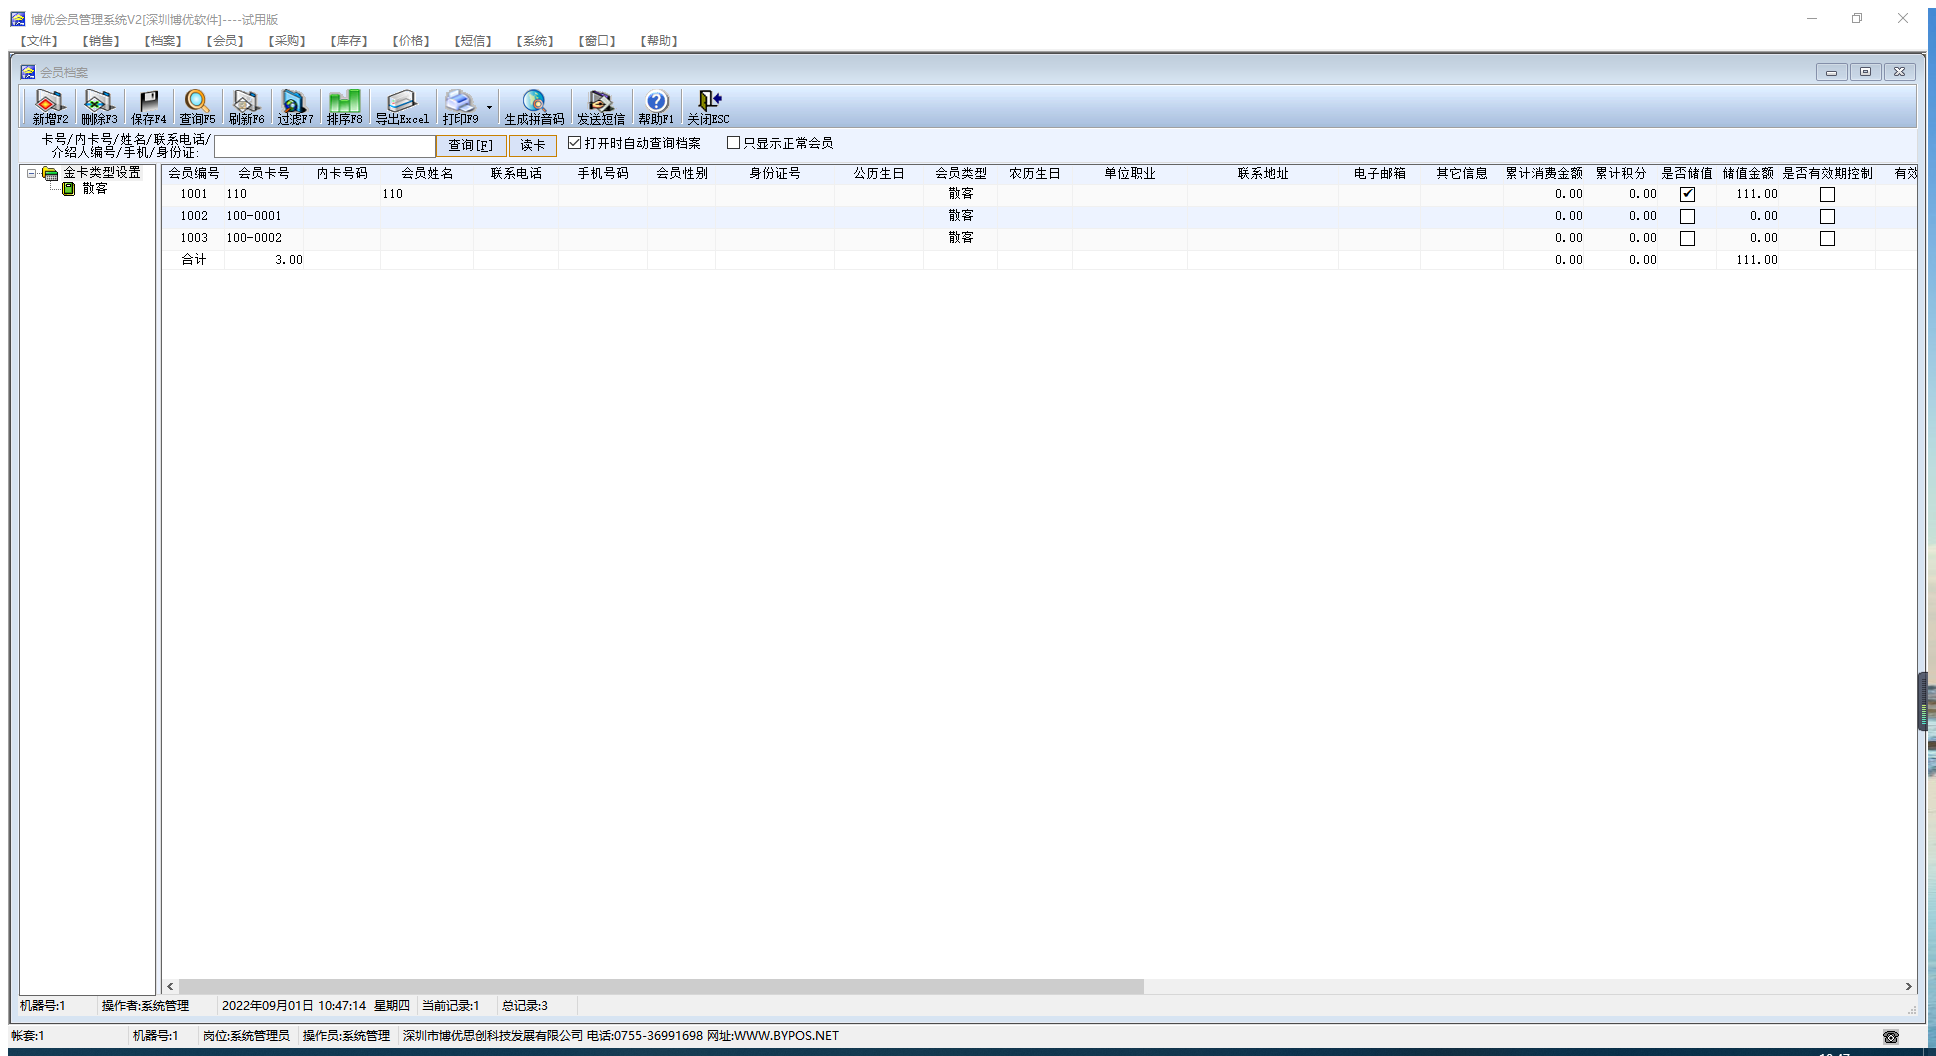 博优会员管理系统V2[深圳博优软件]----试用版
【文件】 【销售】 【档案】 【会员】 【采购】 【库存】 【价格】 【短信】 【系统】 【窗口】 【帮助】
会员档案
新增F2 删除F3 保存F4 查询F5 刷新F6 过滤F7 排序F8 导出Excel 打印F9 生成拼音码 发送短信 帮助F1 关闭ESC
卡号/内卡号/姓名/联系电话/
介绍人编号/手机/身份证:
查询[F] 读卡 打开时自动查询档案 只显示正常会员
金卡类型设置
散客
会员编号 会员卡号 内卡号码 会员姓名 联系电话 手机号码 会员性别 身份证号 公历生日 会员类型 农历生日 单位职业 联系地址 电子邮箱 其它信息 累计消费金额 累计积分 是否储值 储值金额 是否有效期控制 有效
1001 110 110 散客 0.00 0.00 111.00
1002 100-0001 散客 0.00 0.00 0.00
1003 100-0002 散客 0.00 0.00 0.00
合计 3.00 0.00 0.00 111.00
机器号:1 操作者:系统管理 2022年09月01日 10:47:14 星期四 当前记录:1 总记录:3
帐套:1 机器号:1 岗位:系统管理员 操作员:系统管理 深圳市博优思创科技发展有限公司 电话:0755-36991698 网址:WWW.BYPOS.NET